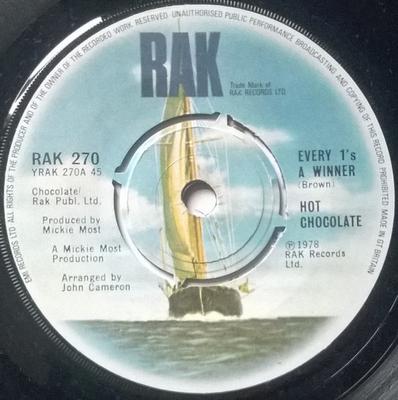 ALL RIGHTS OF THE PRODUCER AND OF THE OWNER OF THE RECORDED WORK RESERVED. UNAUTHORISED PUBLIC PERFORMANCE BROADCASTING AND COPYING OF THIS RECORD PROHIBITED. MADE IN GT BRITAIN
EMI RECORDS LTD
RAK
Trade Mark of
RAK RECORDS LTD.
RAK 270
YRAK 270A 45
Chocolate/
Rak Publ. Ltd.
Produced by
Mickie Most
A Mickie Most
Production
Arranged by
John Cameron
EVERY 1's
A WINNER
(Brown)
HOT
CHOCOLATE
℗ 1978
RAK Records
Ltd.